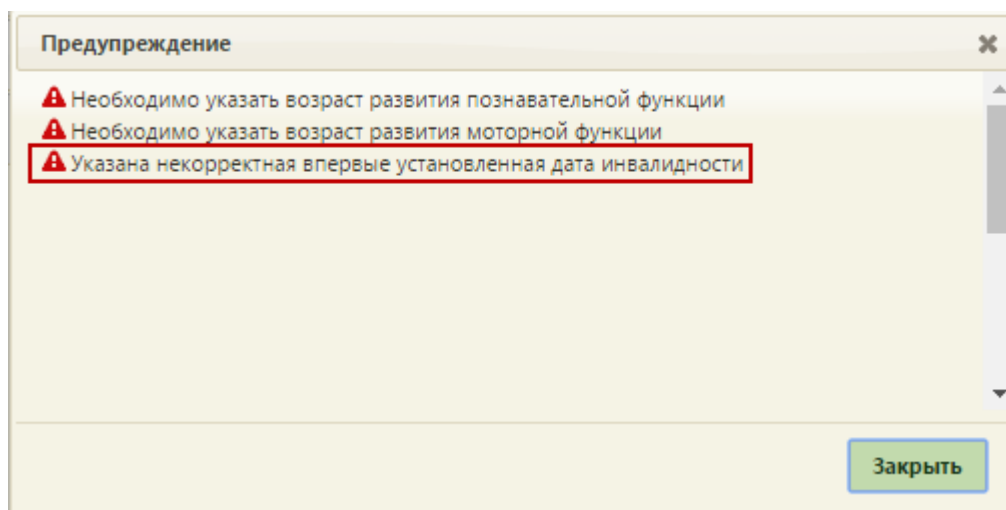 Предупреждение
Необходимо указать возраст развития познавательной функции
Необходимо указать возраст развития моторной функции
Указана некорректная впервые установленная дата инвалидности
Закрыть